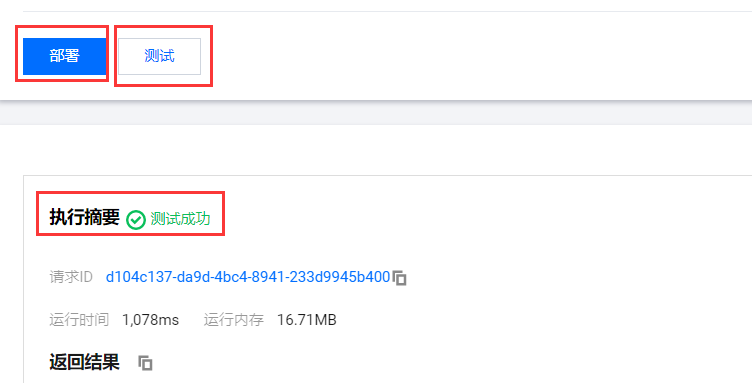 部署 测试
执行摘要 测试成功
请求ID d104c137-da9d-4bc4-8941-233d9945b400
运行时间 1,078ms 运行内存 16.71MB
返回结果